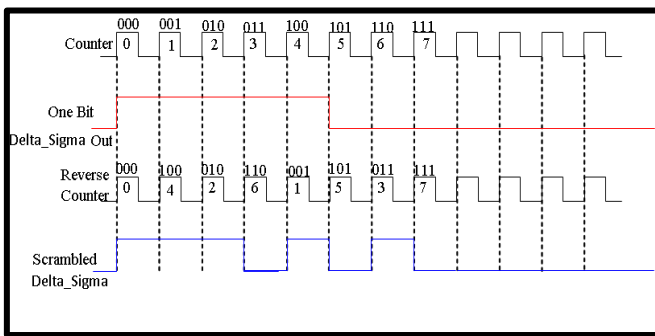 000 001 010 011 100 101 110 111
Counter 0 1 2 3 4 5 6 7
One Bit
Delta_Sigma Out
000 100 010 110 001 101 011 111
Reverse 0 4 2 6 1 5 3 7
Counter
Scrambled
Delta_Sigma